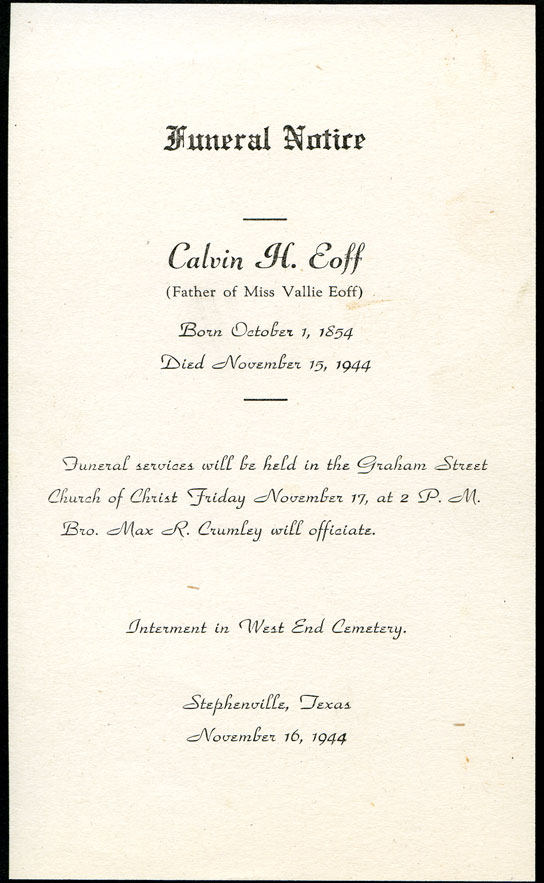 Funeral Notice
Calvin H. Eoff
(Father of Miss Vallie Eoff)
Born October 1, 1854
Died November 15, 1944
Funeral services will be held in the Graham Street
Church of Christ Friday November 17, at 2 P. M.
Bro. Max R. Crumley will officiate.
Interment in West End Cemetery.
Stephenville, Texas
November 16, 1944